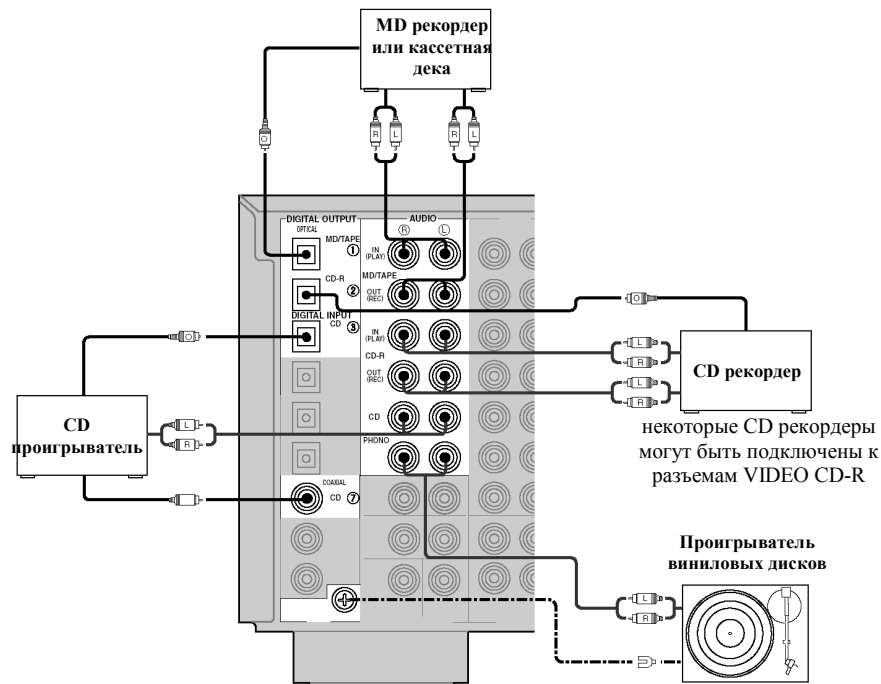 MD рекордер
или кассетная
дека
R L R L
O
DIGITAL OUTPUT
OPTICAL
AUDIO
R L
MD/TAPE
1
IN
(PLAY)
MD/TAPE
CD-R
2
OUT
(REC)
DIGITAL INPUT
CD 3
IN
(PLAY)
CD-R
OUT
(REC)
CD
PHONO
COAXIAL
CD 7
O
CD
проигрыватель
L
R
O
L
R
L
R
CD рекордер
некоторые CD рекордеры
могут быть подключены к
разъемам VIDEO CD-R
Проигрыватель
виниловых дисков
L
R